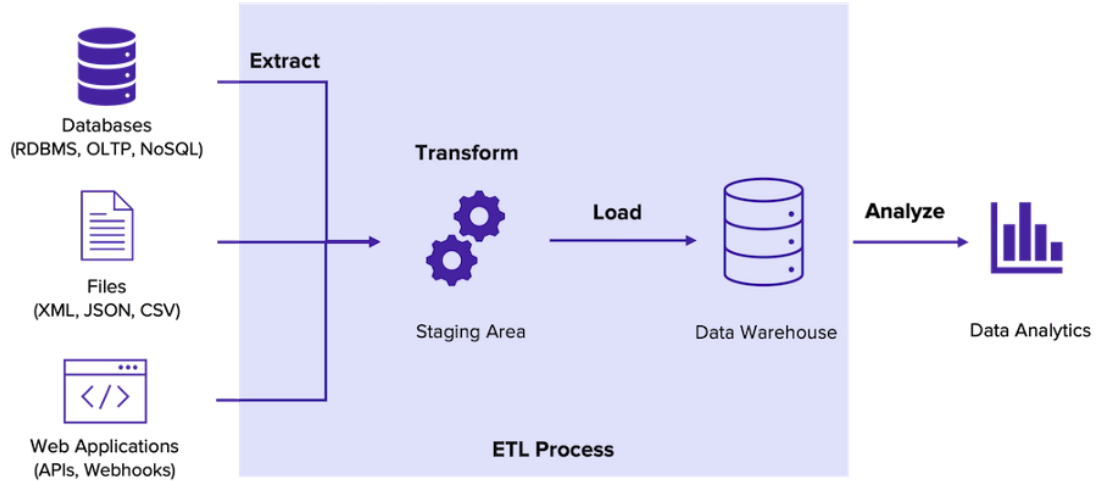 Extract
Databases
(RDBMS, OLTP, NoSQL)
Transform
Load
Analyze
Files
(XML, JSON, CSV)
Staging Area
Data Warehouse
Data Analytics
</>
Web Applications
(APIs, Webhooks)
ETL Process